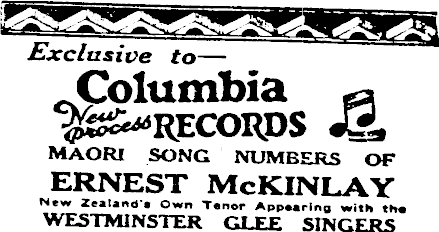 Exclusive to—
Columbia
New process RECORDS
MAORI SONG NUMBERS OF
ERNEST McKINLAY
New Zealand's Own Tenor Appearing with the
WESTMINSTER GLEE SINGERS